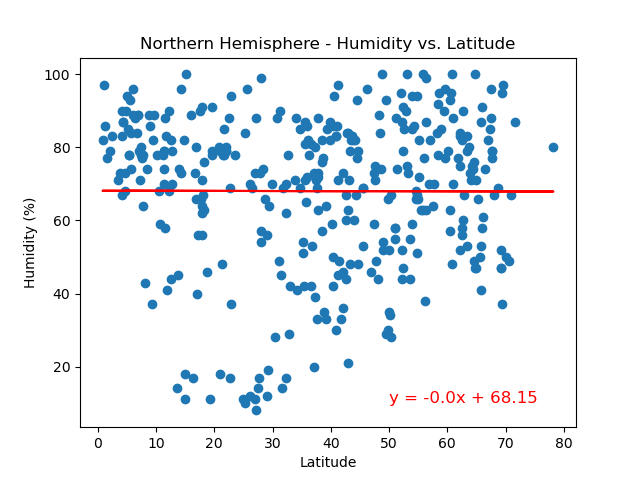 Northern Hemisphere - Humidity vs. Latitude
100
80
60
40
20
Humidity (%)
y = -0.0x + 68.15
0 10 20 30 40 50 60 70 80
Latitude